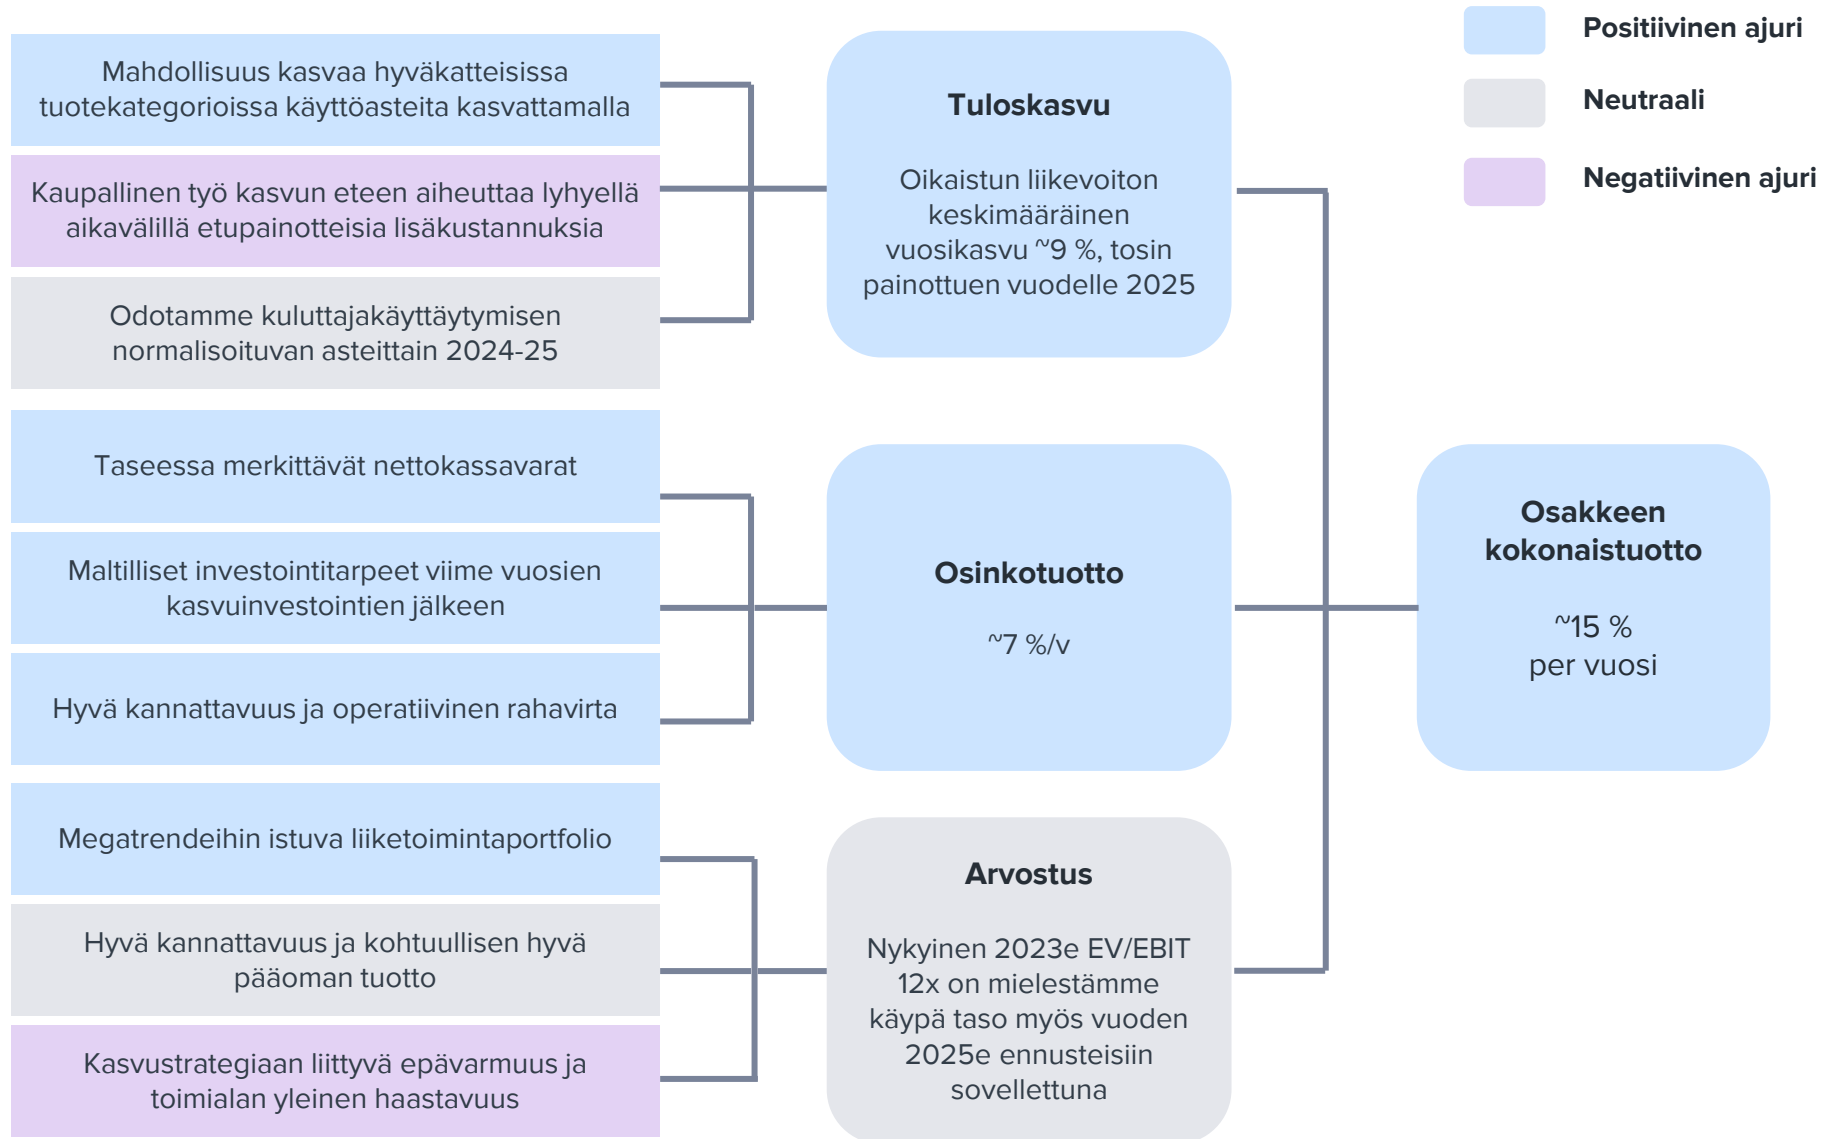 Positiivinen ajuri
Neutraali
Negatiivinen ajuri
Mahdollisuus kasvaa hyväkatteisissa
tuotekategorioissa käyttöasteita kasvattamalla
Kaupallinen työ kasvun eteen aiheuttaa lyhyellä
aikavälillä etupainotteisia lisäkustannuksia
Odotamme kuluttajakäyttäytymisen
normalisoituvan asteittain 2024-25
Tuloskasvu
Oikaistun liikevoiton
keskimääräinen
vuosikasvu ~9 %, tosin
painottuen vuodelle 2025
Taseessa merkittävät nettokassavarat
Maltilliset investointitarpeet viime vuosien
kasvuinvestointien jälkeen
Hyvä kannattavuus ja operatiivinen rahavirta
Osinkotuotto
~7 %/v
Megatrendeihin istuva liiketoimintaportfolio
Hyvä kannattavuus ja kohtuullisen hyvä
pääoman tuotto
Kasvustrategiaan liittyvä epävarmuus ja
toimialan yleinen haastavuus
Arvostus
Nykyinen 2023e EV/EBIT
12x on mielestämme
käypä taso myös vuoden
2025e ennusteisiin
sovellettuna
Osakkeen
kokonaistuotto
~15 %
per vuosi